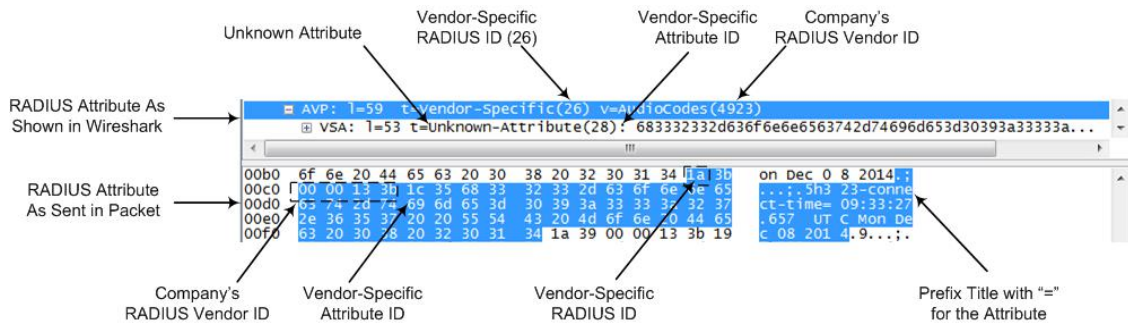 Vendor-Specific
RADIUS ID (26)
Vendor-Specific
Attribute ID
Company's
RADIUS Vendor ID
Unknown Attribute
RADIUS Attribute As
Shown in Wireshark
AVP: l=59 t=Vendor-Specific(26) v=AudioCodes(4923)
VSA: l=53 t=Unknown-Attribute(28): 683332332d636f6e6e6563742d74696d653d30393a33333a...
RADIUS Attribute
As Sent in Packet
00b0 6f 6e 20 44 65 63 20 30 38 20 32 30 31 34 1a 3b on Dec 0 8 2014.;
00c0 00 00 13 3b 1c 35 68 33 32 33 2d 63 6f 6e 6e 65 ...;.5h3 23-conne
00d0 63 74 2d 74 69 6d 65 3d 30 39 3a 33 33 3a 32 37 ct-time= 09:33:27
00e0 2e 36 35 37 20 20 55 54 43 20 4d 6f 6e 20 44 65 .657 UT C Mon De
00f0 63 20 30 38 20 32 30 31 34 1a 39 00 00 13 3b 19 c 08 201 4.9...;.
Company's
RADIUS Vendor ID
Vendor-Specific
Attribute ID
Vendor-Specific
RADIUS ID
Prefix Title with "="
for the Attribute